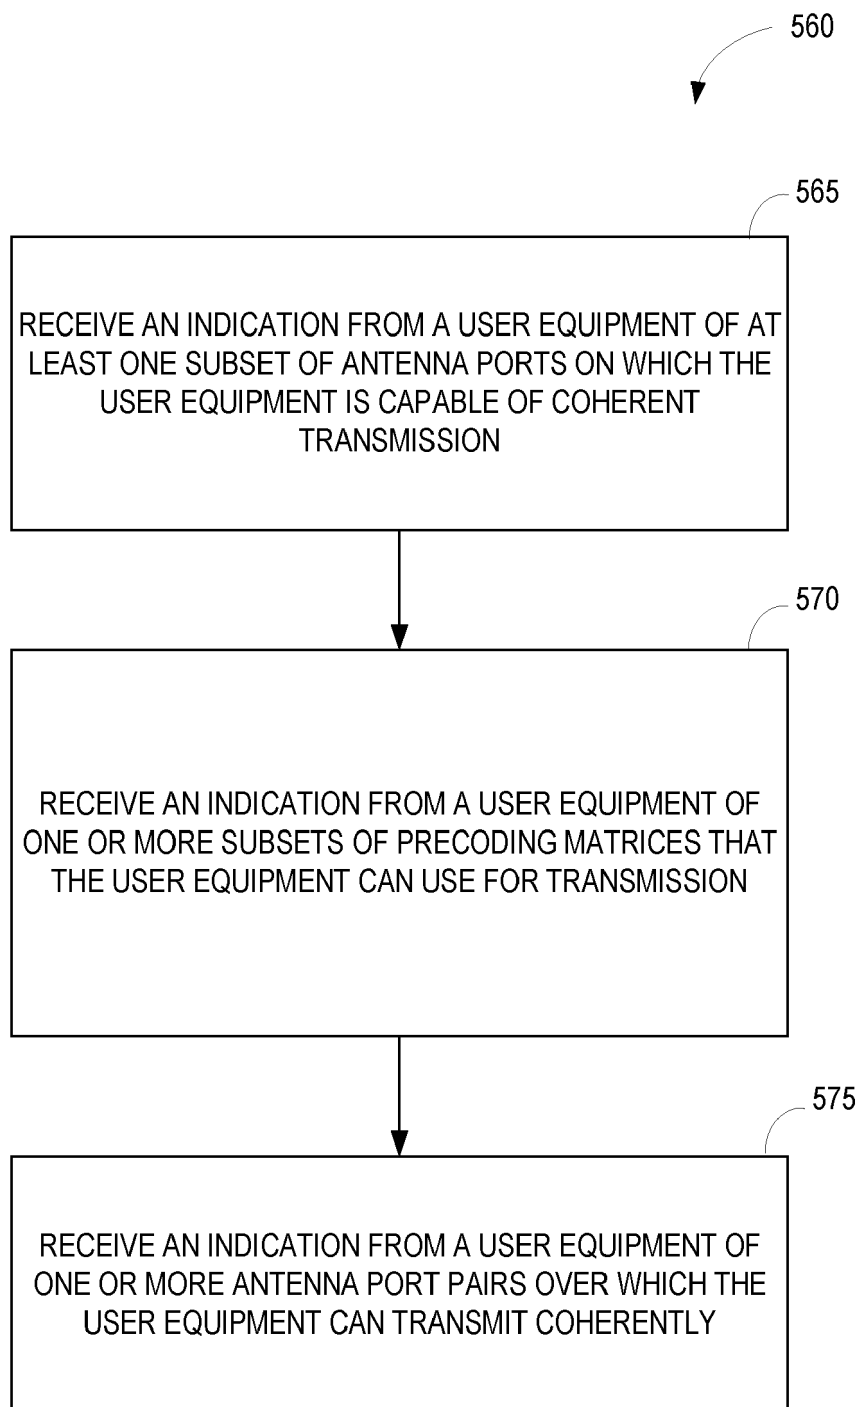 560
565
RECEIVE AN INDICATION FROM A USER EQUIPMENT OF AT
LEAST ONE SUBSET OF ANTENNA PORTS ON WHICH THE
USER EQUIPMENT IS CAPABLE OF COHERENT
TRANSMISSION
570
RECEIVE AN INDICATION FROM A USER EQUIPMENT OF
ONE OR MORE SUBSETS OF PRECODING MATRICES THAT
THE USER EQUIPMENT CAN USE FOR TRANSMISSION
575
RECEIVE AN INDICATION FROM A USER EQUIPMENT OF
ONE OR MORE ANTENNA PORT PAIRS OVER WHICH THE
USER EQUIPMENT CAN TRANSMIT COHERENTLY